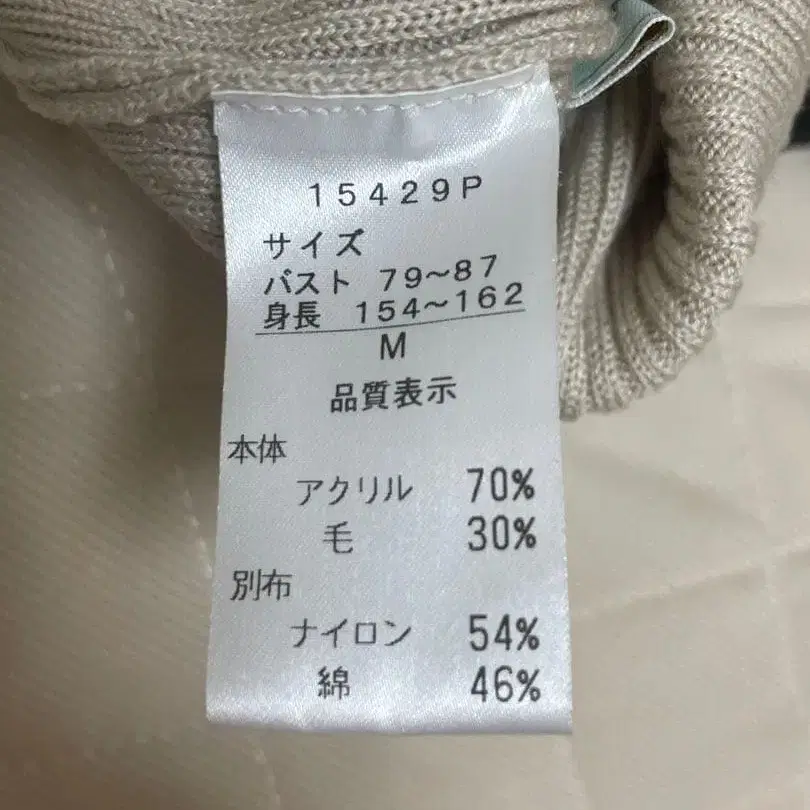 15429P
サイズ
バスト 79～87
身長 154～162
M
品質表示
本体
アクリル 70%
毛 30%
別布
ナイロン 54%
綿 46%